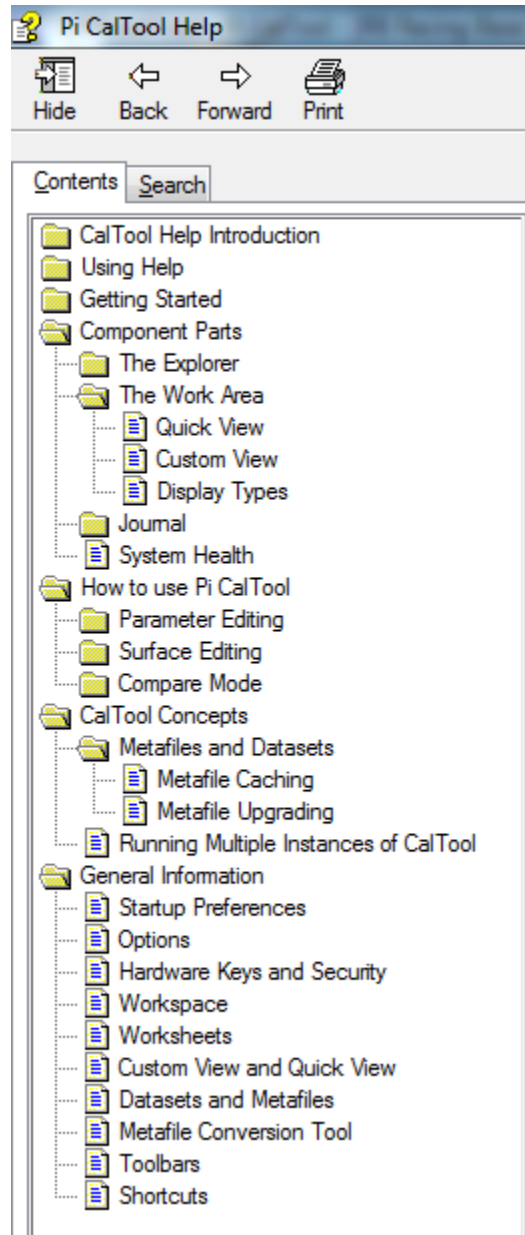 Pi CalTool Help
Hide Back Forward Print
Contents Search
CalTool Help Introduction
Using Help
Getting Started
Component Parts
The Explorer
The Work Area
Quick View
Custom View
Display Types
Journal
System Health
How to use Pi CalTool
Parameter Editing
Surface Editing
Compare Mode
CalTool Concepts
Metafiles and Datasets
Metafile Caching
Metafile Upgrading
Running Multiple Instances of CalTool
General Information
Startup Preferences
Options
Hardware Keys and Security
Workspace
Worksheets
Custom View and Quick View
Datasets and Metafiles
Metafile Conversion Tool
Toolbars
Shortcuts